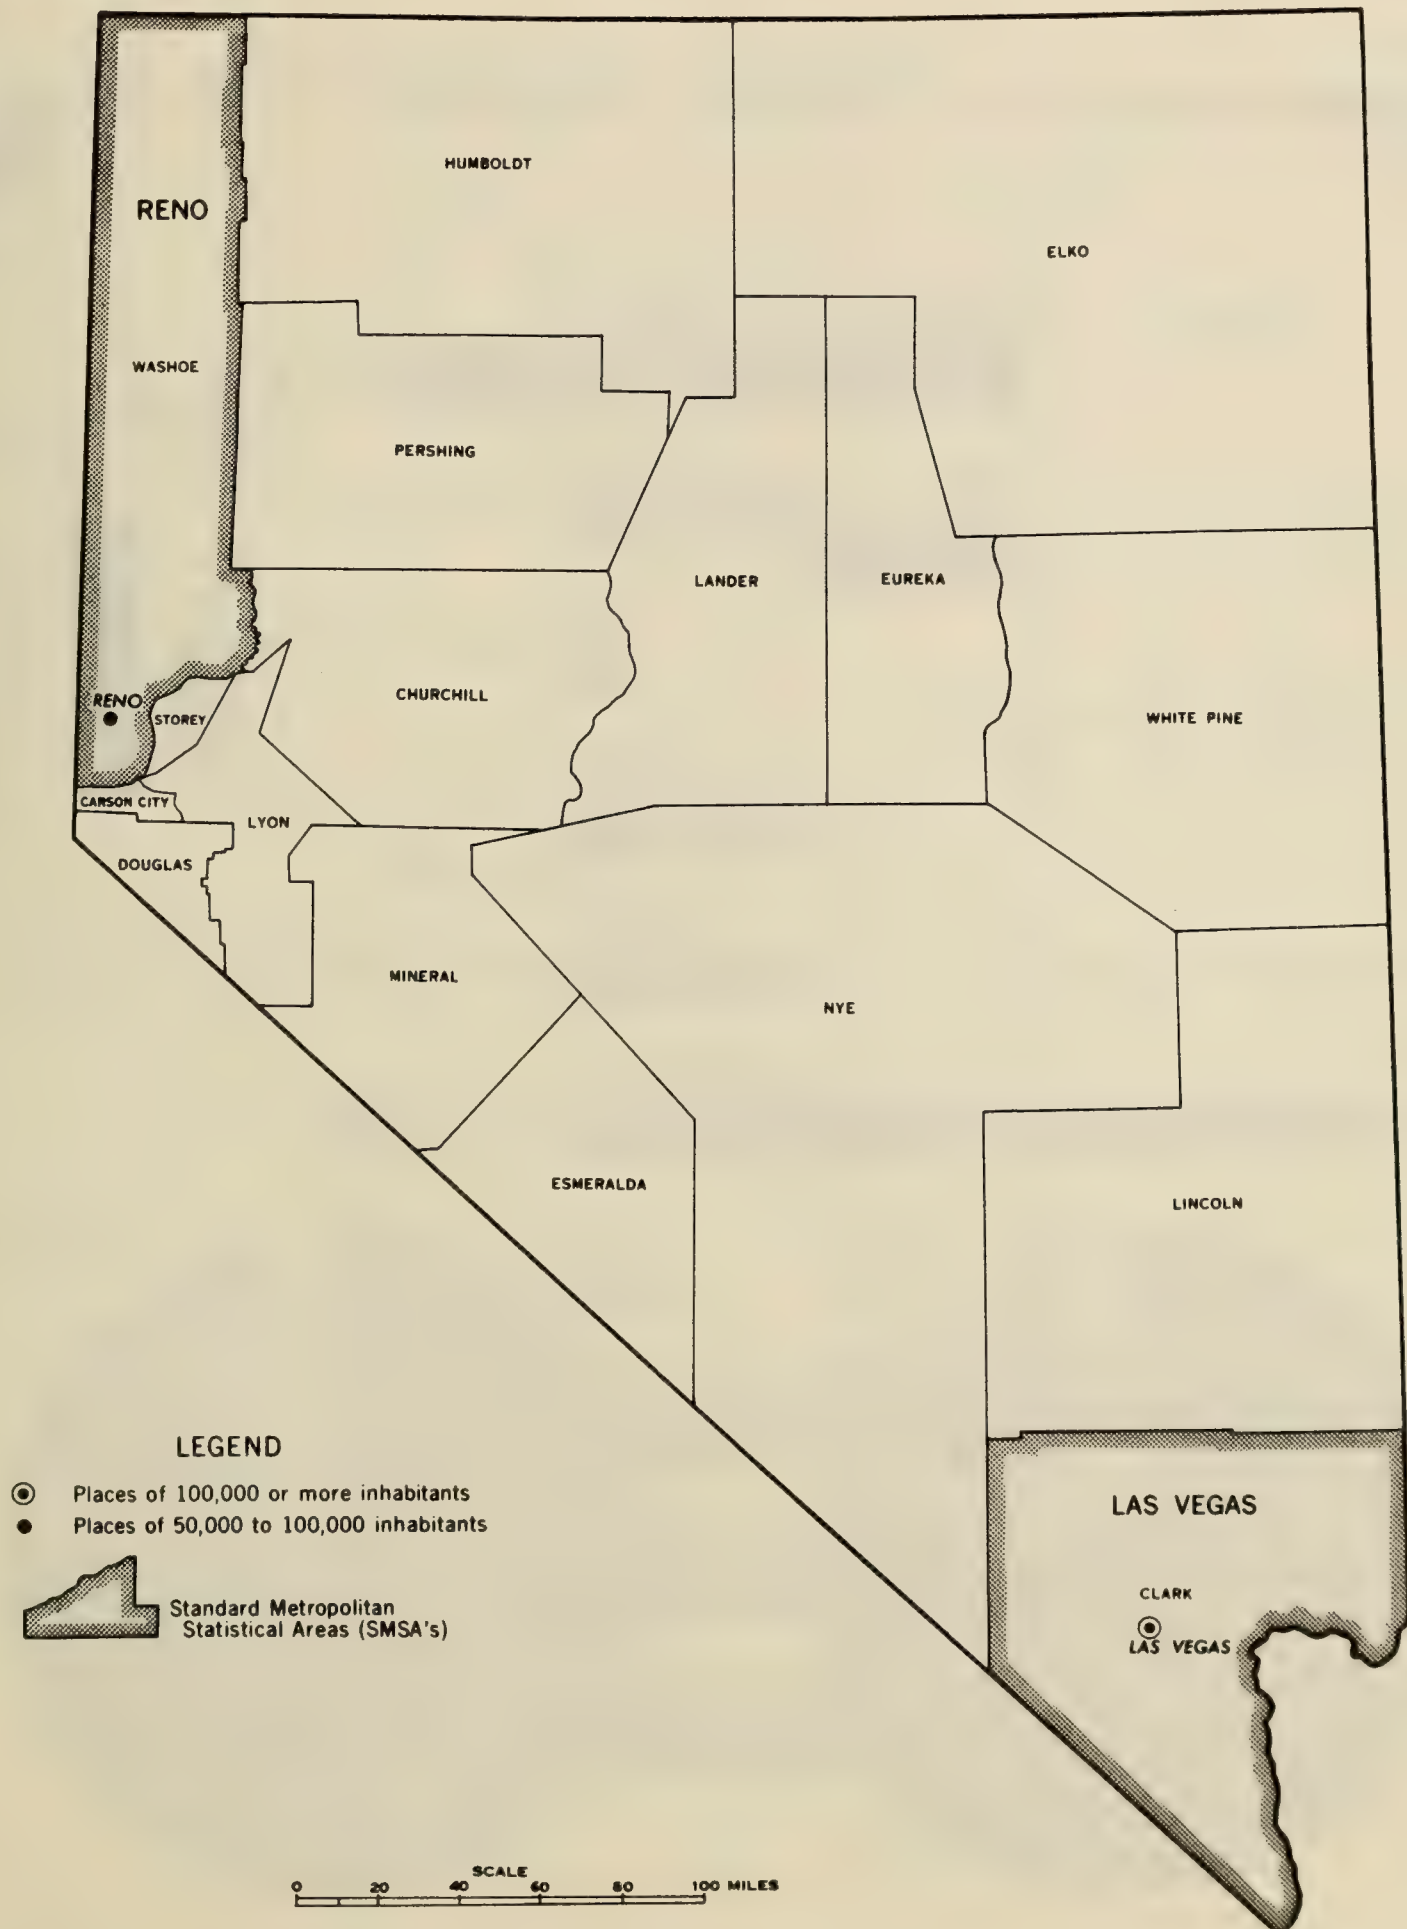 HUMBOLDT
RENO
ELKO
WASHOE
PERSHING
LANDER
EUREKA
CHURCHILL
RENO
STOREY
WHITE PINE
CARSON CITY
LYON
DOUGLAS
MINERAL
NYE
ESMERALDA
LINCOLN
LEGEND
Places of 100,000 or more inhabitants
Places of 50,000 to 100,000 inhabitants
Standard Metropolitan
Statistical Areas (SMSA's)
LAS VEGAS
CLARK
LAS VEGAS
SCALE
0 20 40 60 80 100 MILES